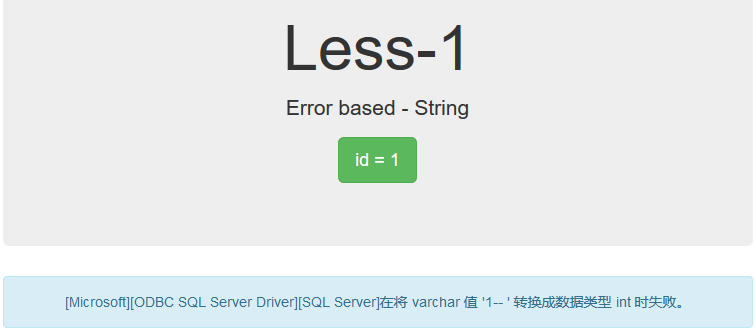 Less-1
Error based - String
id = 1
[Microsoft][ODBC SQL Server Driver][SQL Server]在将 varchar 值 '1-- ' 转换成数据类型 int 时失败。